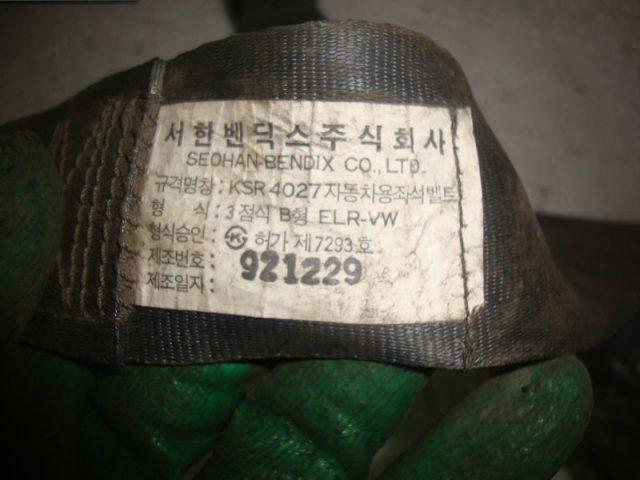 서한벤딕스주식회사
SEOHAN-BENDIX CO., LTD.
규격명칭 : KSR 4027 자동차용좌석벨트
형 식 : 3점식 B형 ELR-VW
형식승인 : 허가 제7293호
제조번호 :
921229
제조일자 :